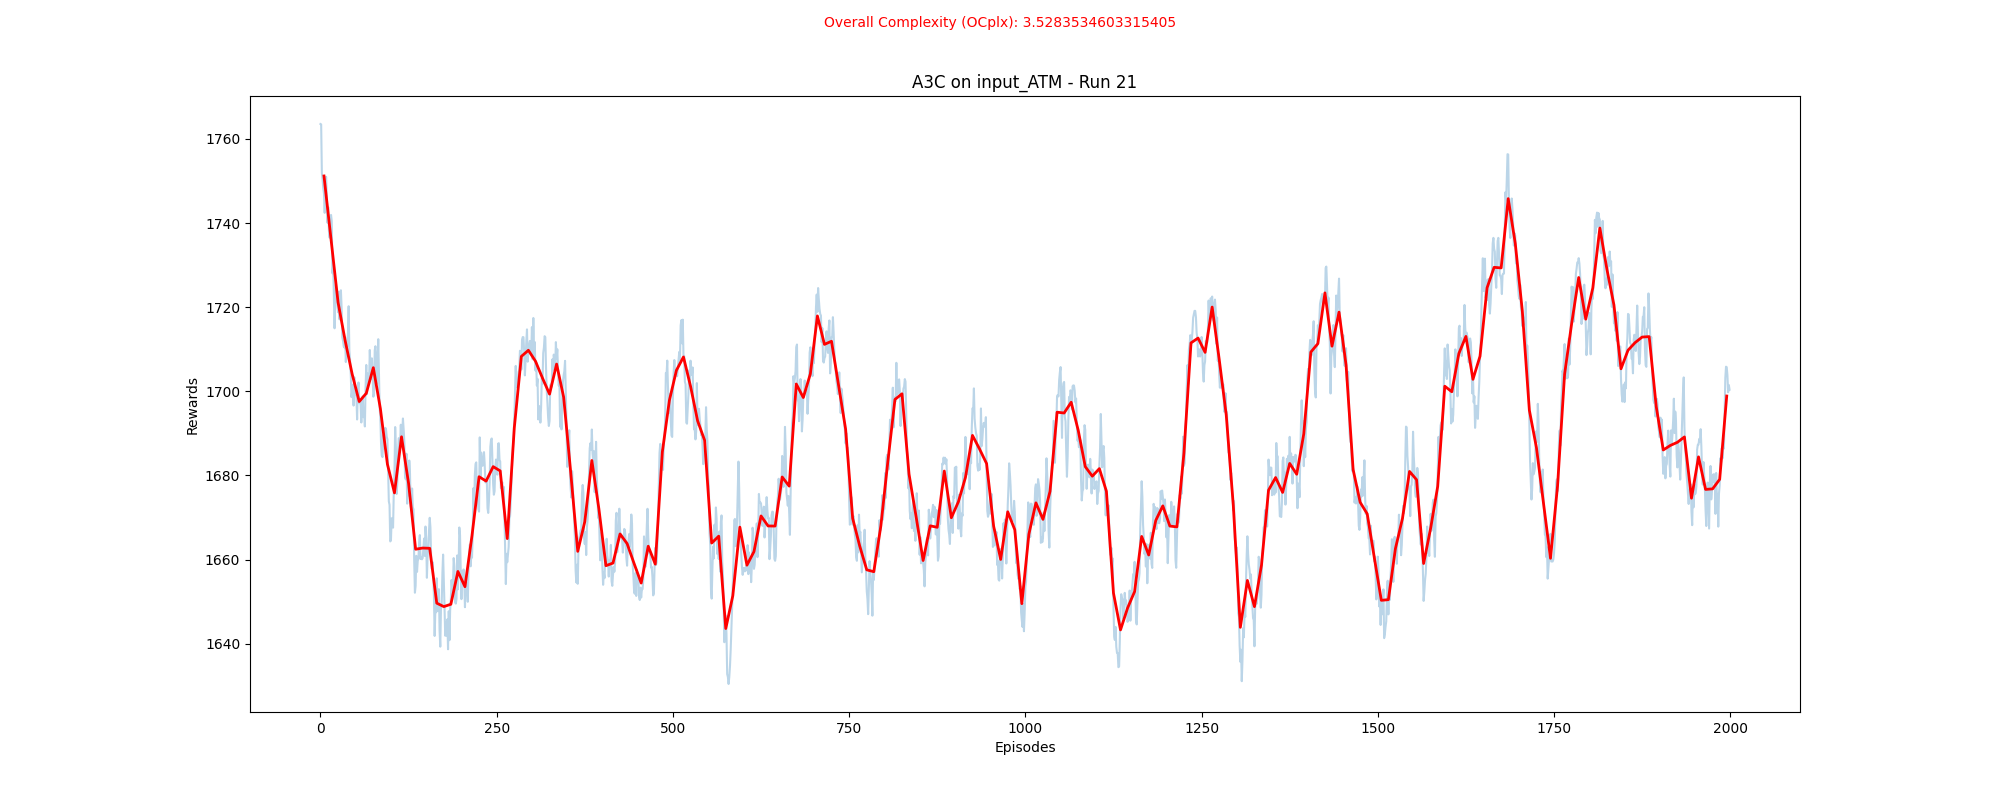 Overall Complexity (OCplx): 3.5283534603315405
A3C on input_ATM - Run 21
1760
1740
1720
1700
1680
1660
1640
Rewards
0 250 500 750 1000 1250 1500 1750 2000
Episodes